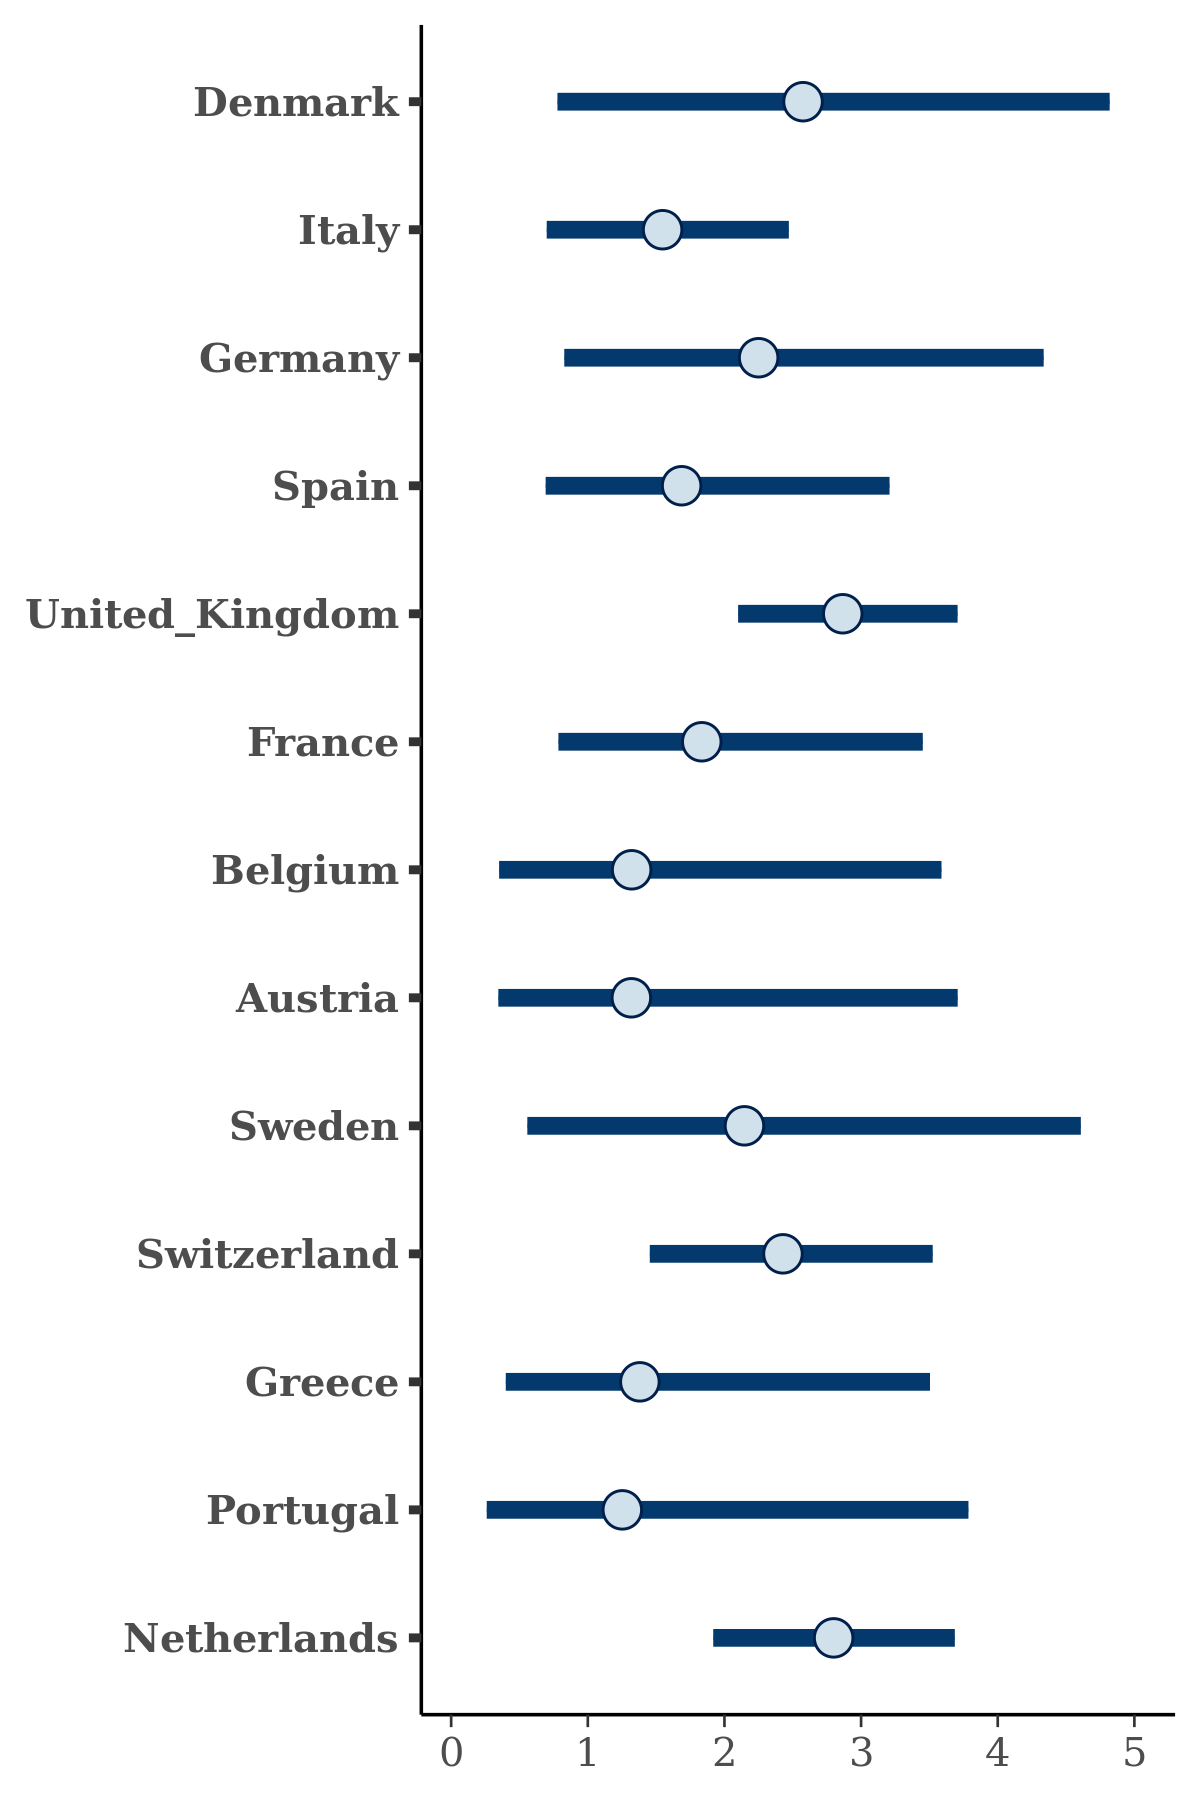 Denmark
Italy
Germany
Spain
United_Kingdom
France
Belgium
Austria
Sweden
Switzerland
Greece
Portugal
Netherlands
0 1 2 3 4 5